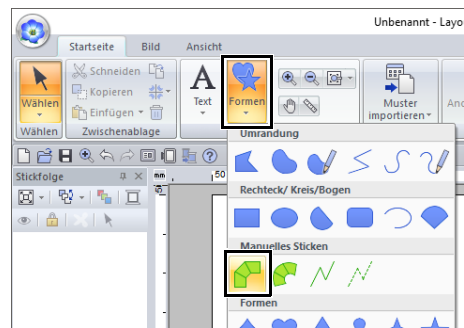 Unbenannt - Layo
Startseite Bild Ansicht
Wählen
Schneiden
Kopieren
Einfügen
Text
Formen
Muster
importieren
Wählen Zwischenablage
Umrandung
Stickfolge
mm 50
Rechteck/ Kreis/Bogen
Manuelles Sticken
Formen